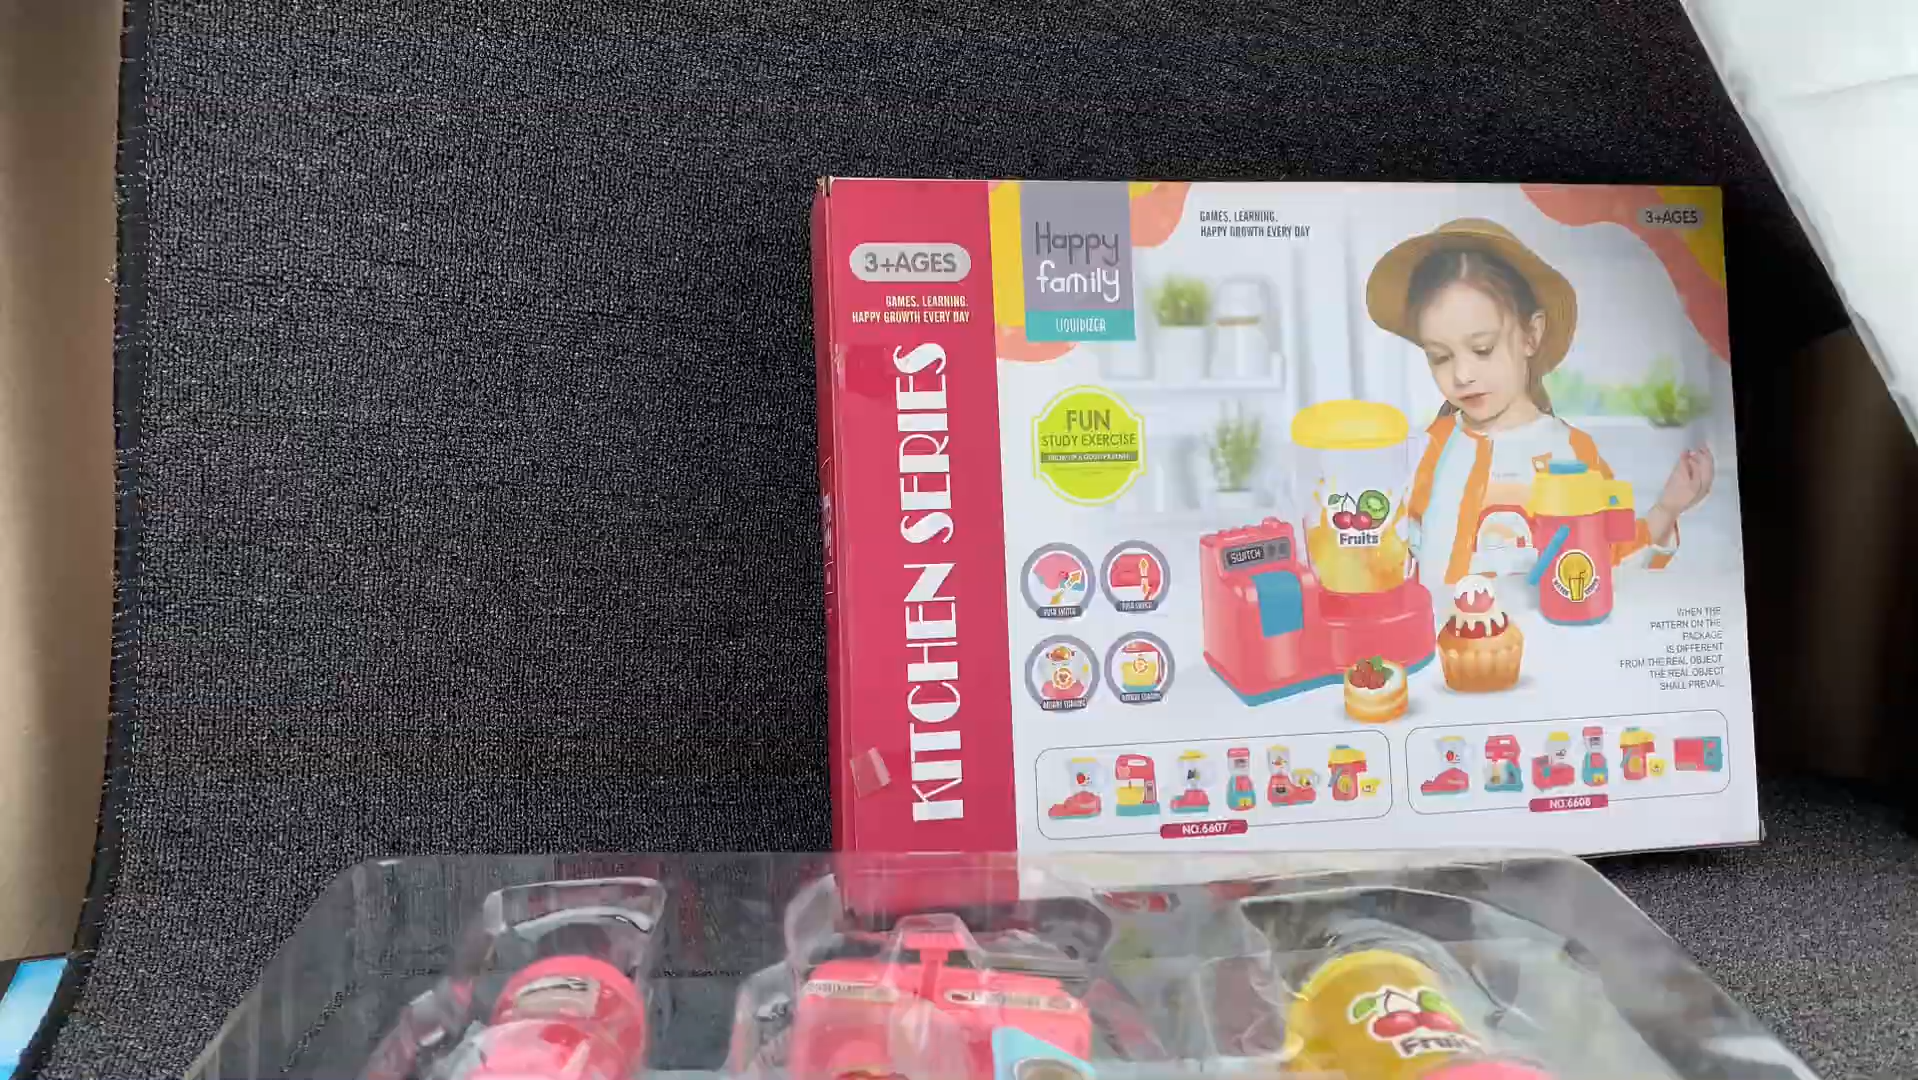 3+AGES
GAMES. LEARNING.
HAPPY GROWTH EVERY DAY
KITCHEN SERIES
Happy
family
LIQUIDIZER
GAMES. LEARNING.
HAPPY GROWTH EVERY DAY
3+AGES
FUN
STUDY EXERCISE
SWITCH
Fruits
WHEN THE
PATTERN ON THE
PACKAGE
IS DIFFERENT
FROM THE REAL OBJECT
THE REAL OBJECT
SHALL PREVAIL
NO.6607
NO.6608
Fruits